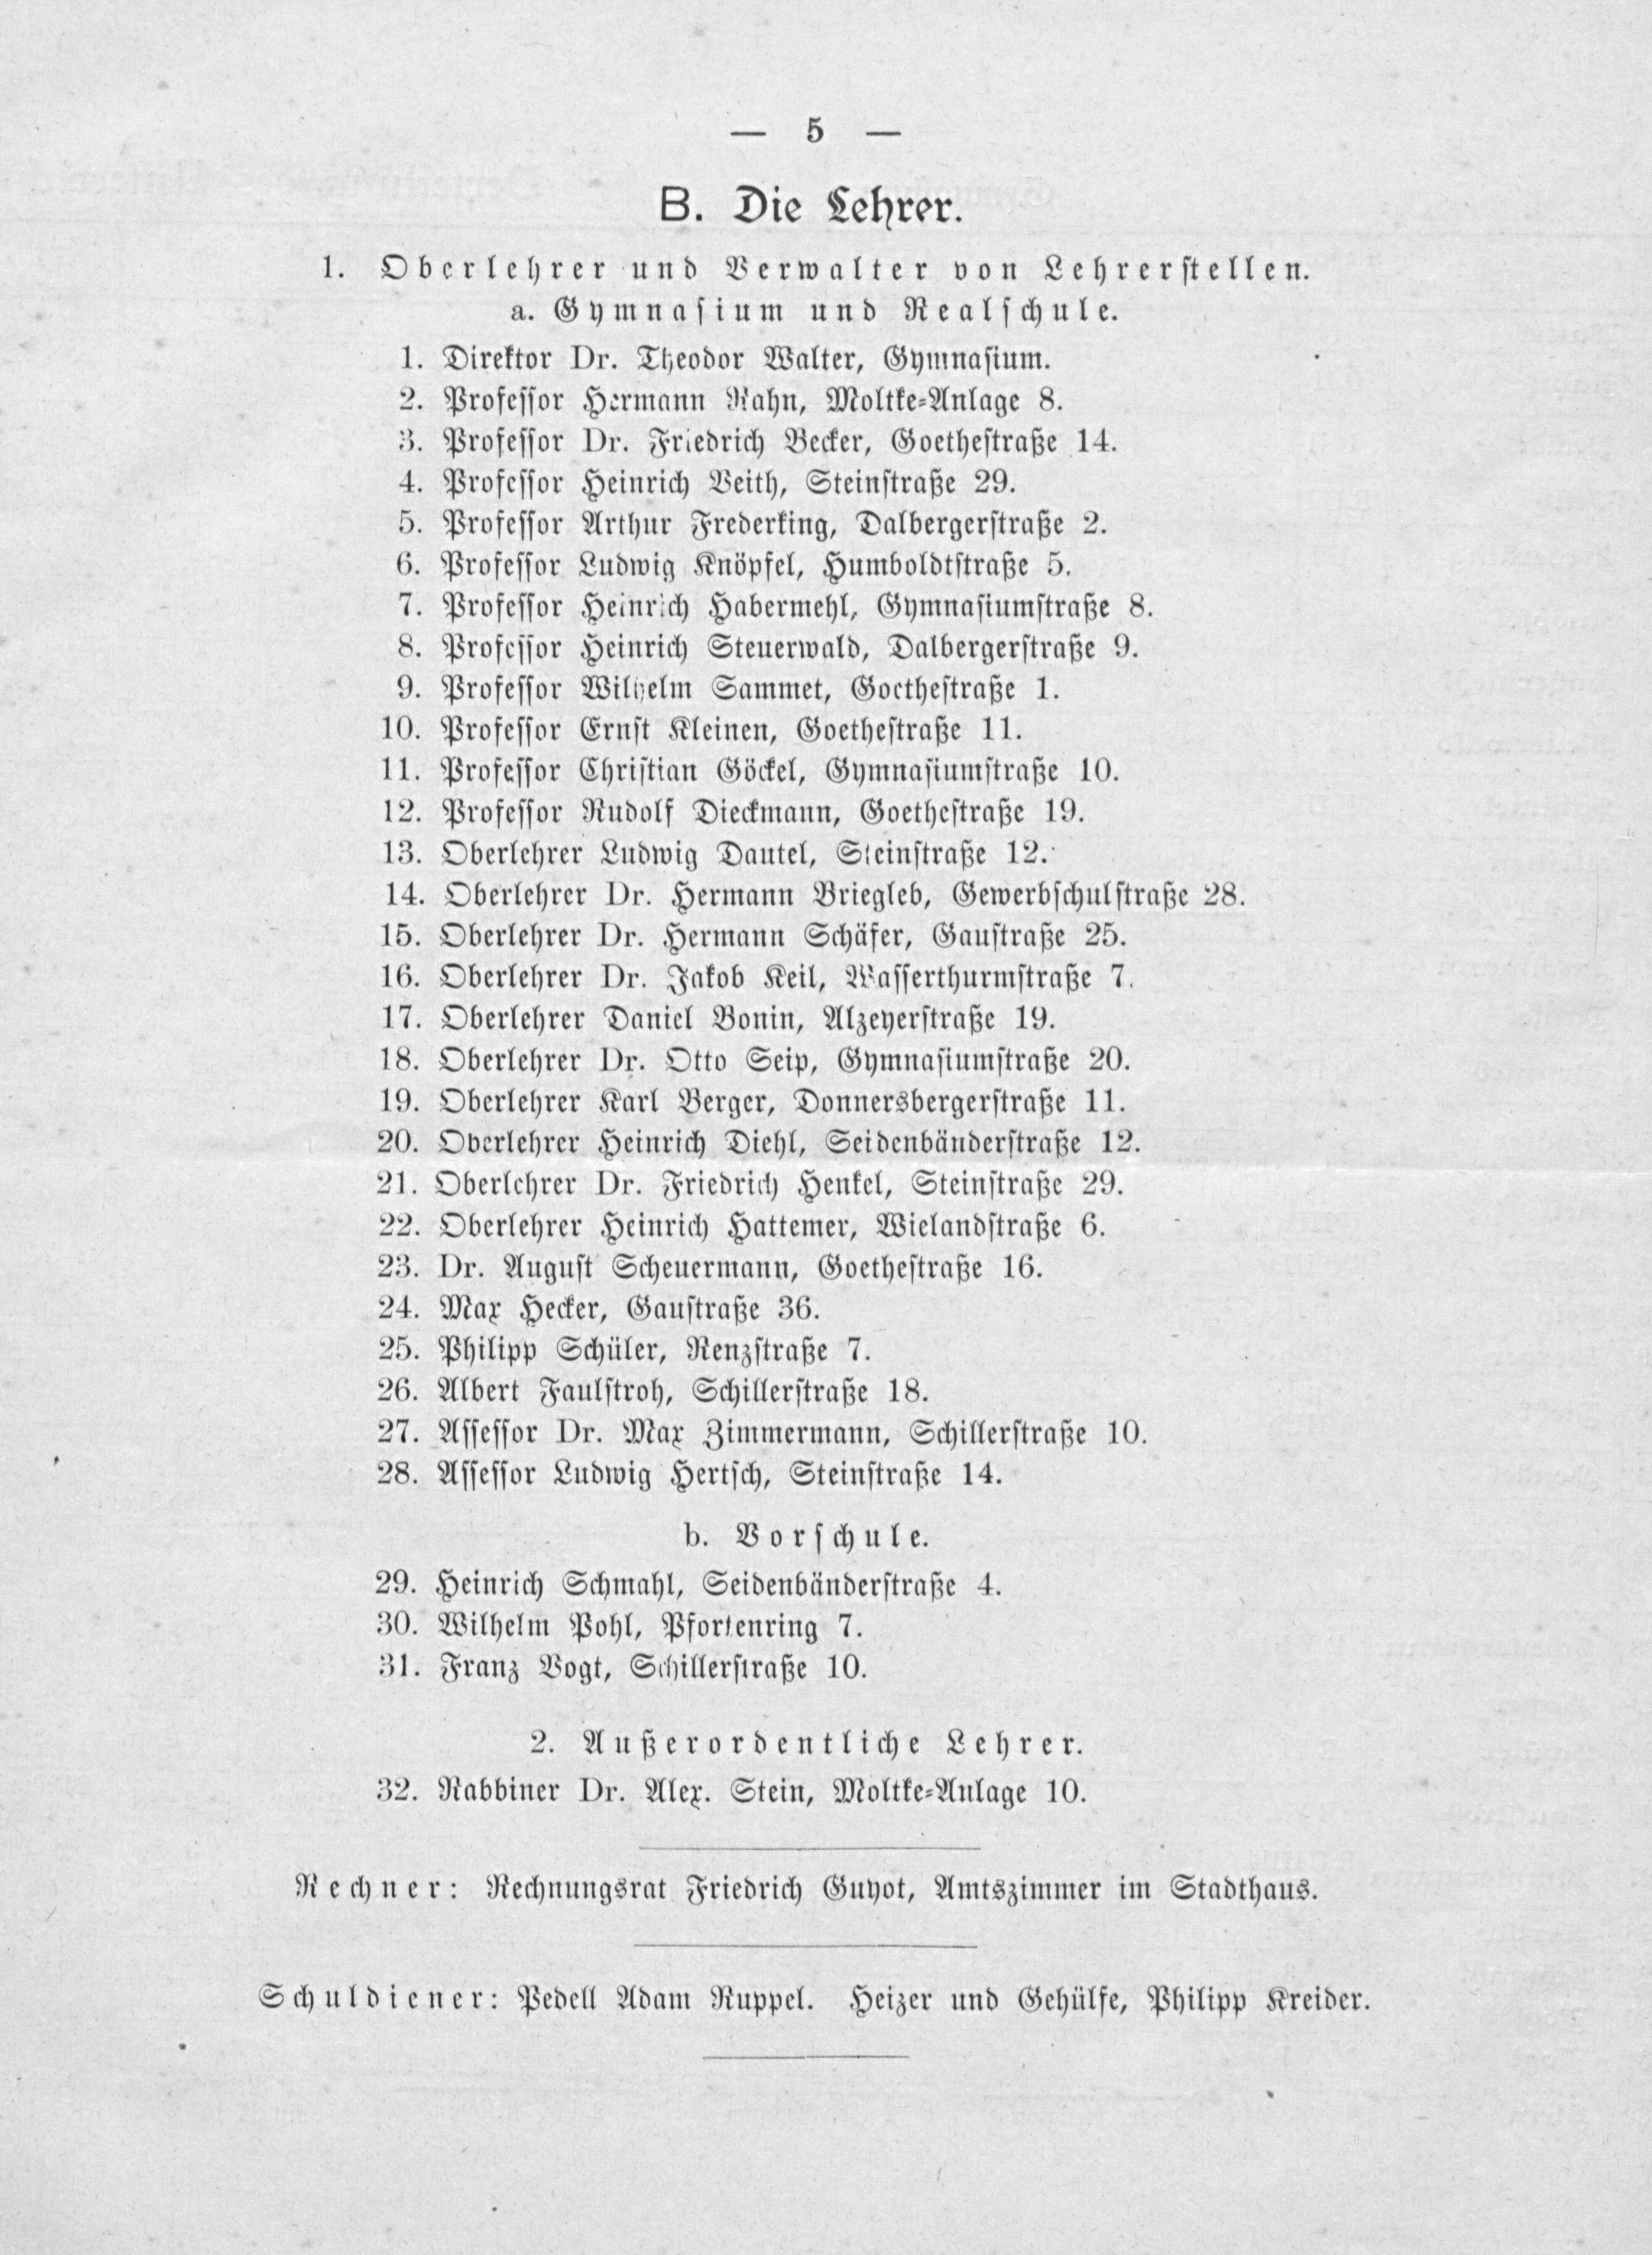 — 5 —
B. Die Lehrer.
1. Oberlehrer und Verwalter von Lehrerstellen.
a. Gymnasium und Realschule.
1. Direktor Dr. Theodor Walter, Gymnasium.
2. Professor Hermann Rahn, Moltke-Anlage 8.
3. Professor Dr. Friedrich Becker, Goethestraße 14.
4. Professor Heinrich Veith, Steinstraße 29.
5. Professor Arthur Frederking, Dalbergerstraße 2.
6. Professor Ludwig Knöpfel, Humboldtstraße 5.
7. Professor Heinrich Habermehl, Gymnasiumstraße 8.
8. Professor Heinrich Steuerwald, Dalbergerstraße 9.
9. Professor Wilhelm Sammet, Goethestraße 1.
10. Professor Ernst Kleinen, Goethestraße 11.
11. Professor Christian Göckel, Gymnasiumstraße 10.
12. Professor Rudolf Dieckmann, Goethestraße 19.
13. Oberlehrer Ludwig Dautel, Steinstraße 12.
14. Oberlehrer Dr. Hermann Briegleb, Gewerbschulstraße 28.
15. Oberlehrer Dr. Hermann Schäfer, Gaustraße 25.
16. Oberlehrer Dr. Jakob Keil, Wasserthurmstraße 7.
17. Oberlehrer Daniel Bonin, Alzeyerstraße 19.
18. Oberlehrer Dr. Otto Seip, Gymnasiumstraße 20.
19. Oberlehrer Karl Berger, Donnersbergerstraße 11.
20. Oberlehrer Heinrich Diehl, Seidenbänderstraße 12.
21. Oberlehrer Dr. Friedrich Henkel, Steinstraße 29.
22. Oberlehrer Heinrich Hattemer, Wielandstraße 6.
23. Dr. August Scheuermann, Goethestraße 16.
24. Max Hecker, Gaustraße 36.
25. Philipp Schüler, Renzstraße 7.
26. Albert Faulstroh, Schillerstraße 18.
27. Assessor Dr. Max Zimmermann, Schillerstraße 10.
28. Assessor Ludwig Hertsch, Steinstraße 14.
b. Vorschule.
29. Heinrich Schmahl, Seidenbänderstraße 4.
30. Wilhelm Pohl, Pfortenring 7.
31. Franz Vogt, Schillerstraße 10.
2. Außerordentliche Lehrer.
32. Rabbiner Dr. Alex. Stein, Moltke-Anlage 10.
Rechner: Rechnungsrat Friedrich Guyot, Amtszimmer im Stadthaus.
Schuldiener: Pedell Adam Ruppel. Heizer und Gehülfe, Philipp Kreider.